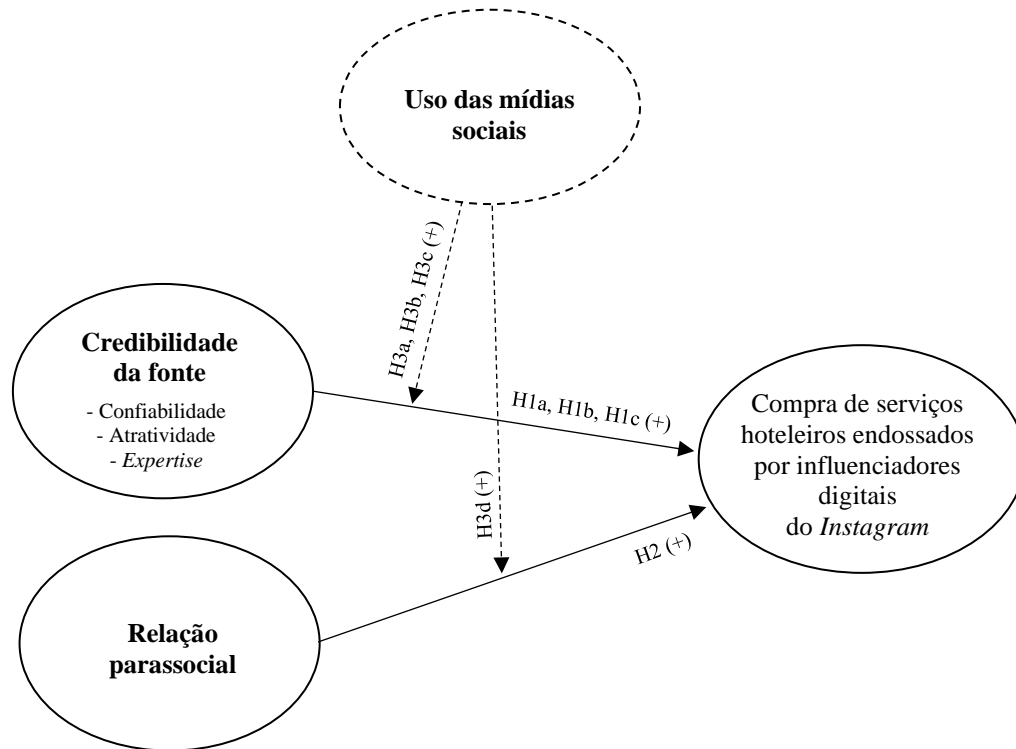 Uso das mídias
sociais
H3a, H3b, H3c (+)
Credibilidade
da fonte
- Confiabilidade
- Atratividade
- Expertise
H1a, H1b, H1c (+)
Compra de serviços
hoteleiros endossados
por influenciadores
digitais
do Instagram
H3d (+)
H2 (+)
Relação
parassocial